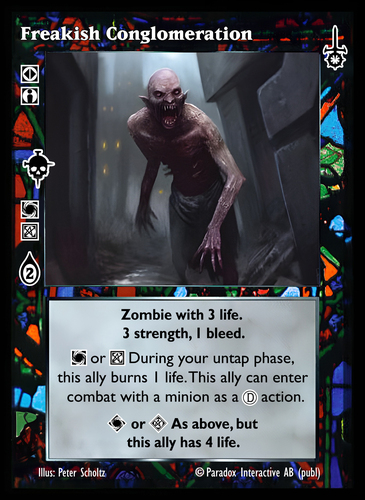 Freakish Conglomeration
2
Zombie with 3 life.
3 strength, 1 bleed.
or During your untap phase,
this ally burns 1 life. This ally can enter
combat with a minion as a D action.
or As above, but
this ally has 4 life.
Illus: Peter Scholtz © Paradox Interactive AB (publ)